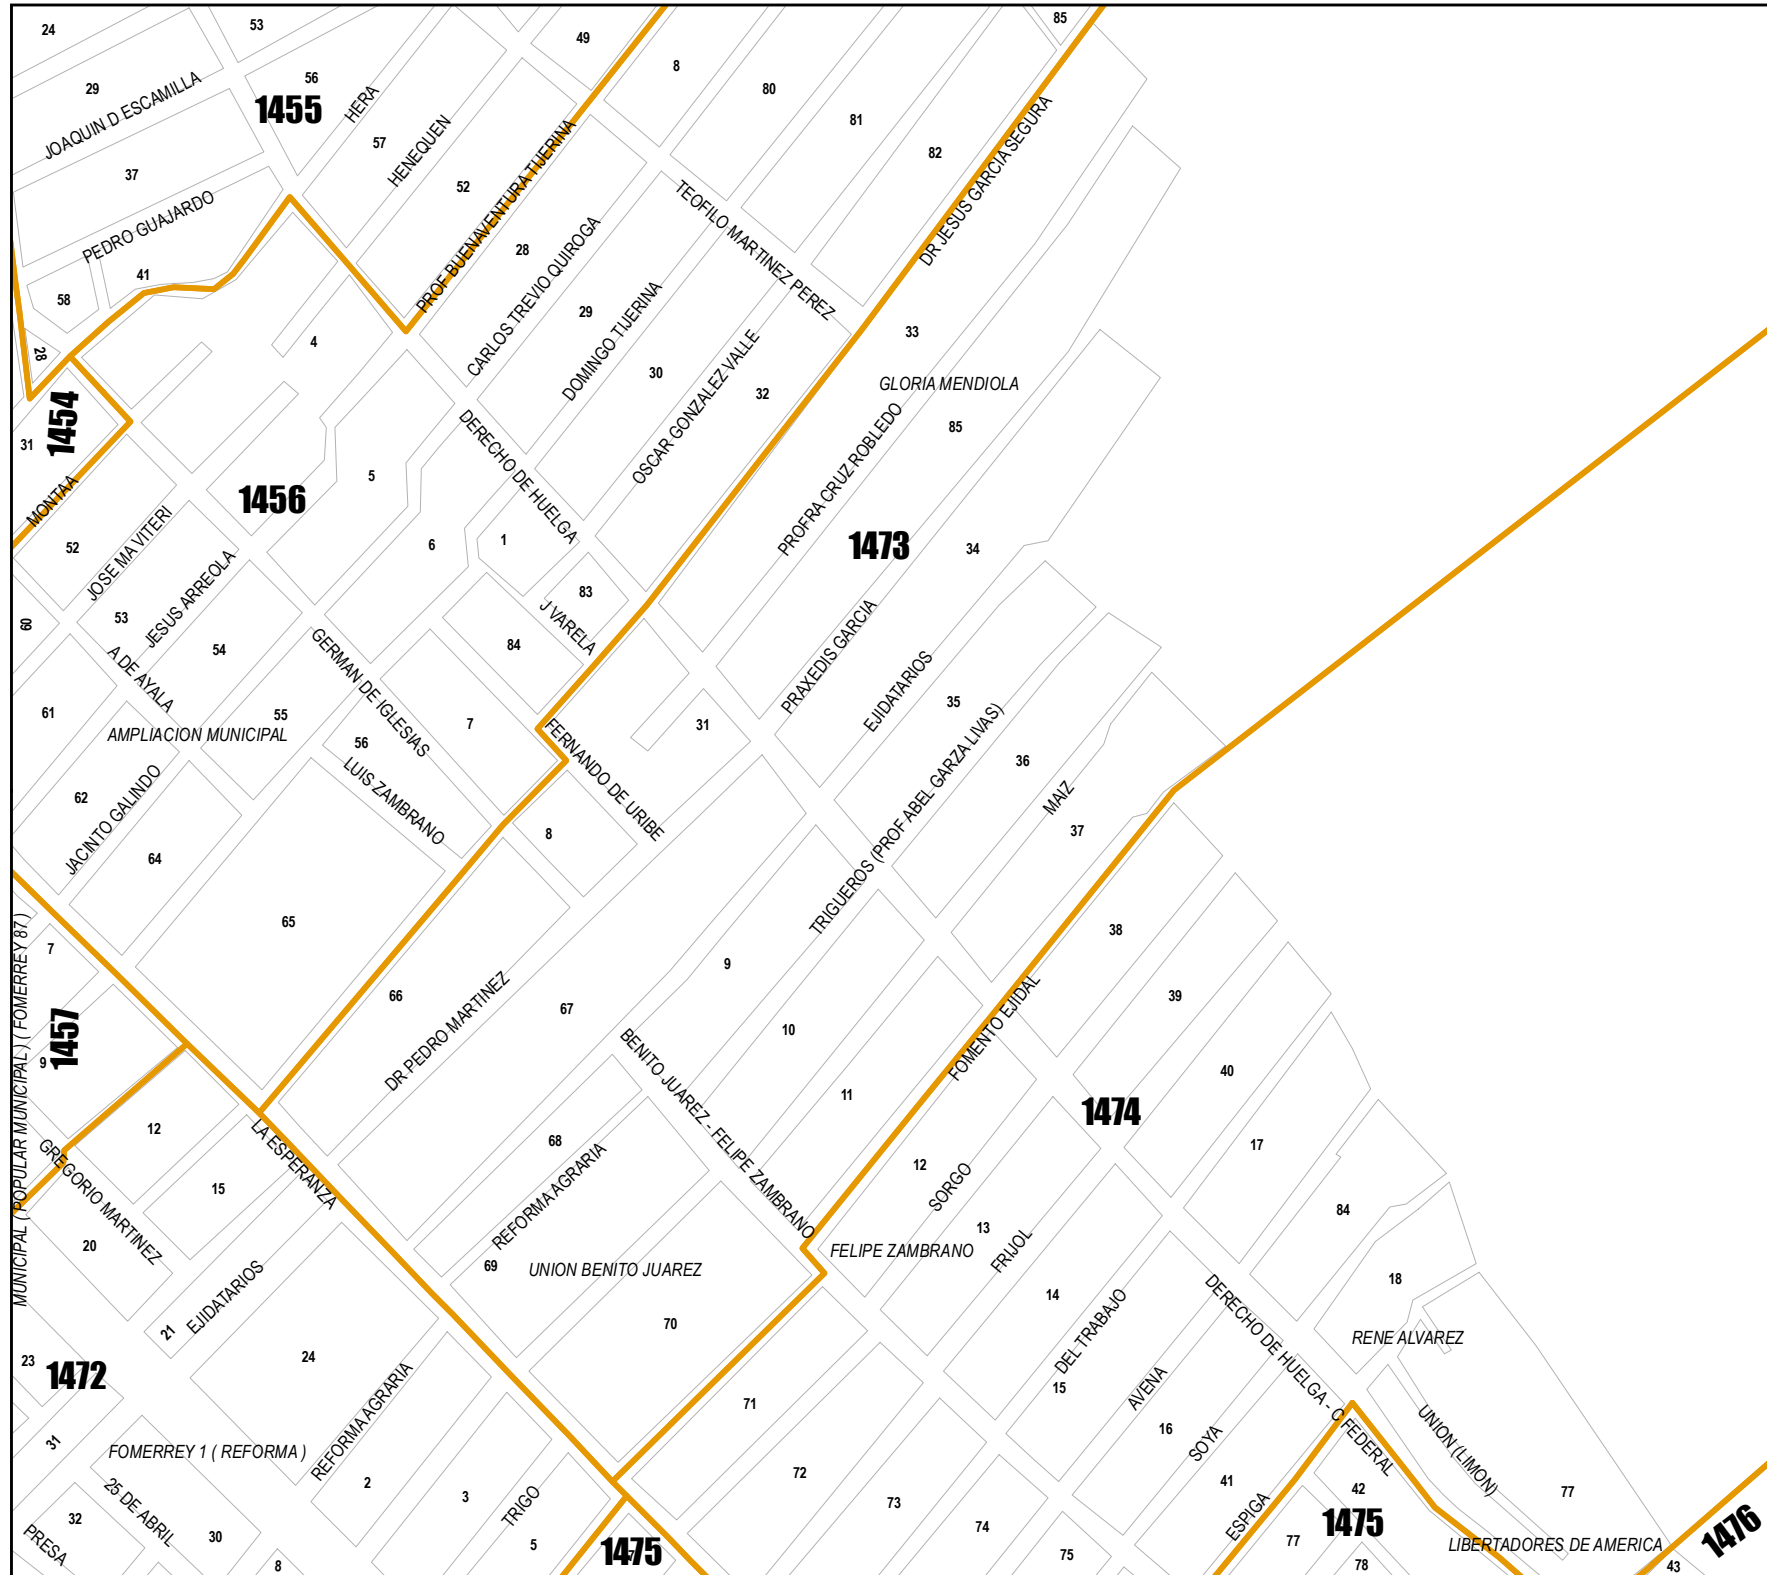 24
53
49
85
29
56
8
80
1455
JOAQUIN D ESCAMILLA
HERA
81
57
HENEQUEN
82
37
52
PROF BUENAVENTURA TIJERINA
DR JESUS GARCIA SEGURA
PEDRO GUAJARDO
TEOFILO MARTINEZ PEREZ
28
CARLOS TREVIO QUIROGA
41
58
29
DOMINGO TIJERINA
33
28
4
30
OSCAR GONZALEZ VALLE
32
GLORIA MENDIOLA
1454
31
DERECHO DE HUELGA
85
PROFRA CRUZ ROBLEDO
5
MONTAA
1456
52
JOSE MA VITERI
6
1
1473
34
JESUS ARREOLA
83
60
53
J VARELA
54
84
GERMAN DE IGLESIAS
PRAXEDIS GARCIA
EJIDATARIOS
A DE AYALA
61
55
7
31
35
AMPLIACION MUNICIPAL
56
FERNANDO DE URIBE
TRIGUEROS (PROF ABEL GARZA LIVAS)
36
LUIS ZAMBRANO
62
JACINTO GALINDO
MAIZ
8
37
64
65
38
7
9
MUNICIPAL ( POPULAR MUNICIPAL ) ( FOMERREY 87)
66
67
39
DR PEDRO MARTINEZ
FOMENTO EJIDAL
1457
9
10
BENITO JUAREZ - FELIPE ZAMBRANO
40
11
1474
12
LA ESPERANZA
68
17
REFORMA AGRARIA
12
SORGO
GREGORIO MARTINEZ
15
84
20
13
FRIJOL
FELIPE ZAMBRANO
69
UNION BENITO JUAREZ
EJIDATARIOS
18
14
DERECHO DE HUELGA - C FEDERAL
21
70
DEL TRABAJO
RENE ALVAREZ
23
1472
24
REFORMA AGRARIA
15
AVENA
71
16
UNION (LIMON)
31
FOMERREY 1 ( REFORMA )
SOYA
72
2
3
TRIGO
41
42
77
25 DE ABRIL
73
ESPIGA
32
30
74
1475
PRESA
5
1475
75
77
LIBERTADORES DE AMERICA
1476
8
78
43